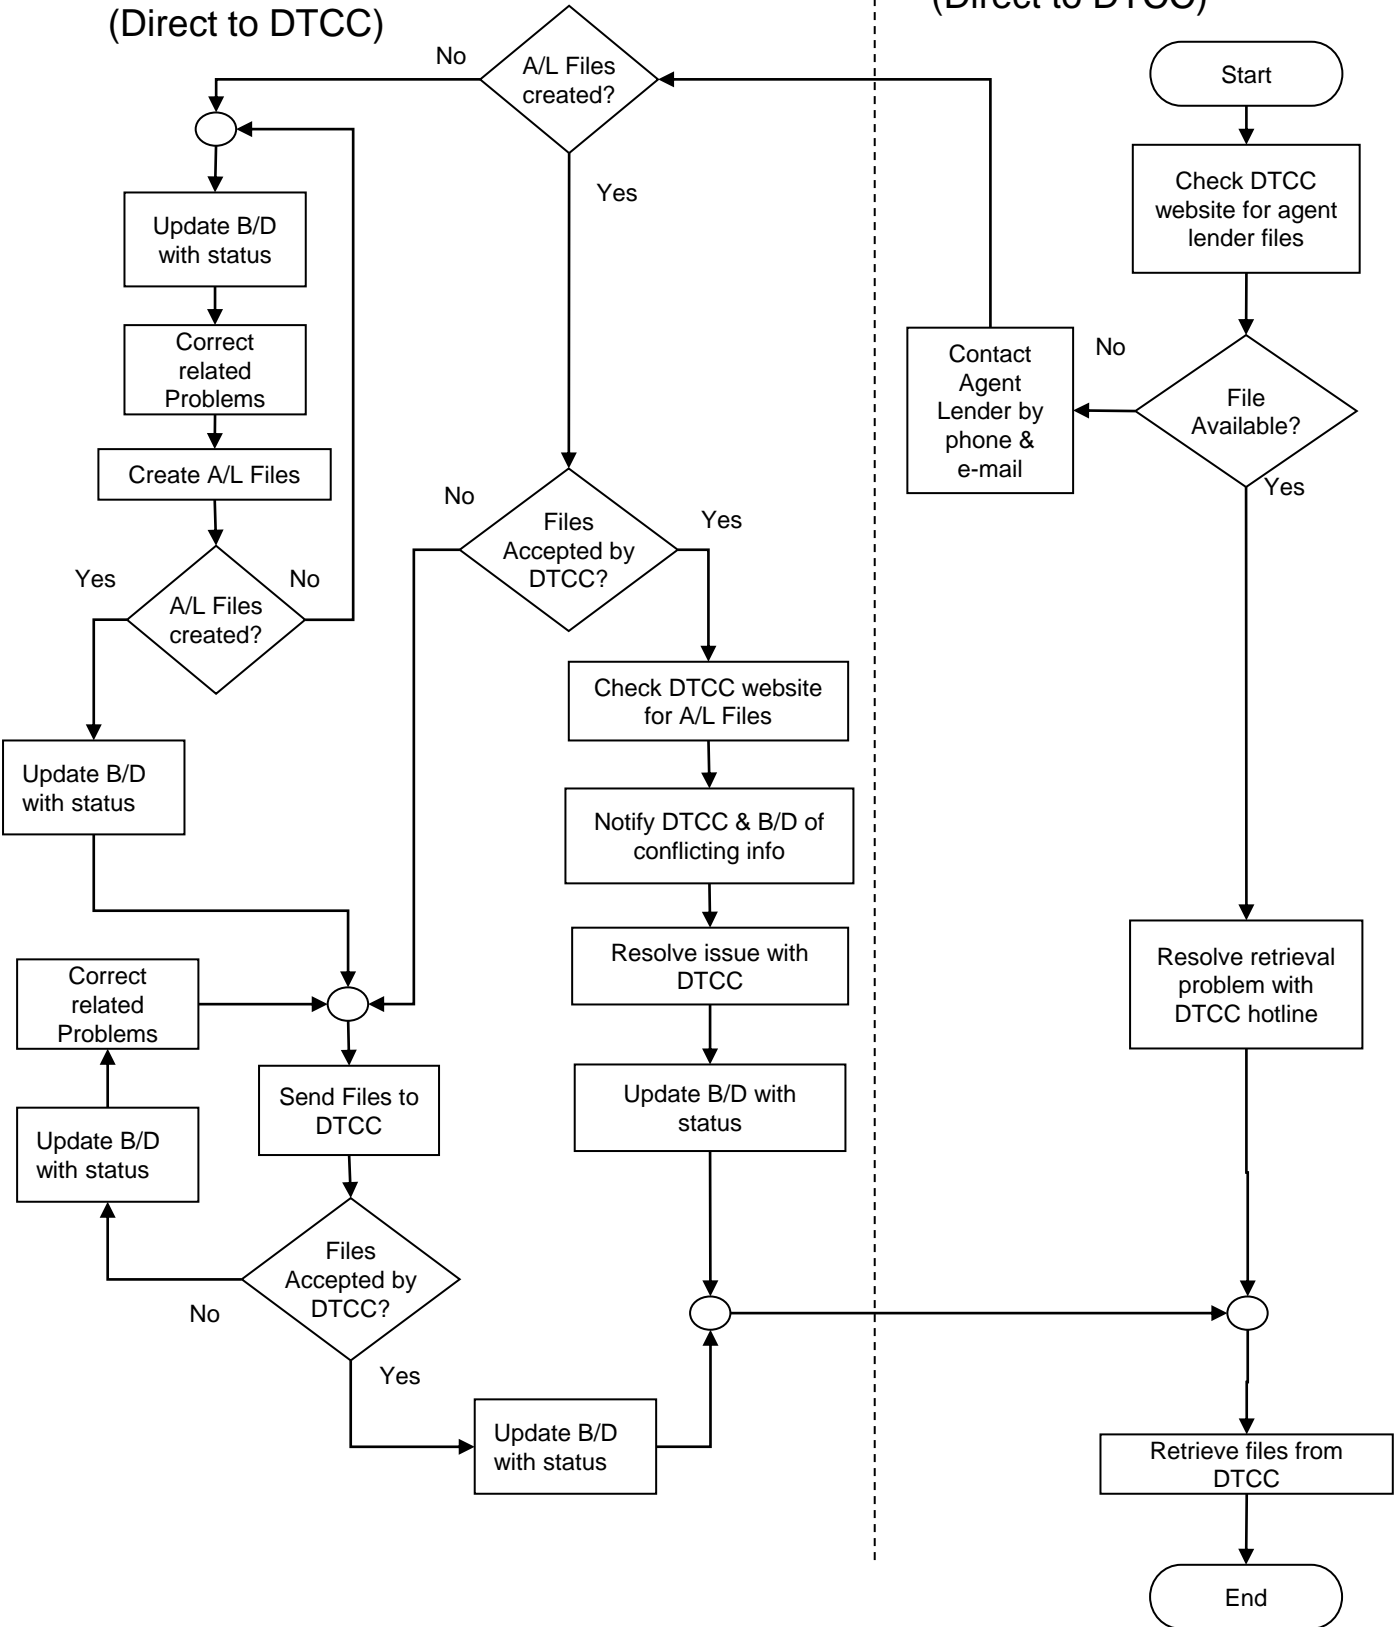 (Direct to DTCC)
(Direct to DTCC)
No
A/L Files
created?
Start
Yes
Check DTCC
website for agent
lender files
Update B/D
with status
Correct
related
Problems
Contact
Agent
Lender by
phone &
e-mail
No
File
Available?
Yes
Create A/L Files
No
Files
Accepted by
DTCC?
Yes
Yes
No
A/L Files
created?
Check DTCC website
for A/L Files
Update B/D
with status
Notify DTCC & B/D of
conflicting info
Resolve issue with
DTCC
Resolve retrieval
problem with
DTCC hotline
Correct
related
Problems
Send Files to
DTCC
Update B/D with
status
Update B/D
with status
Files
Accepted by
DTCC?
No
Yes
Update B/D
with status
Retrieve files from
DTCC
End